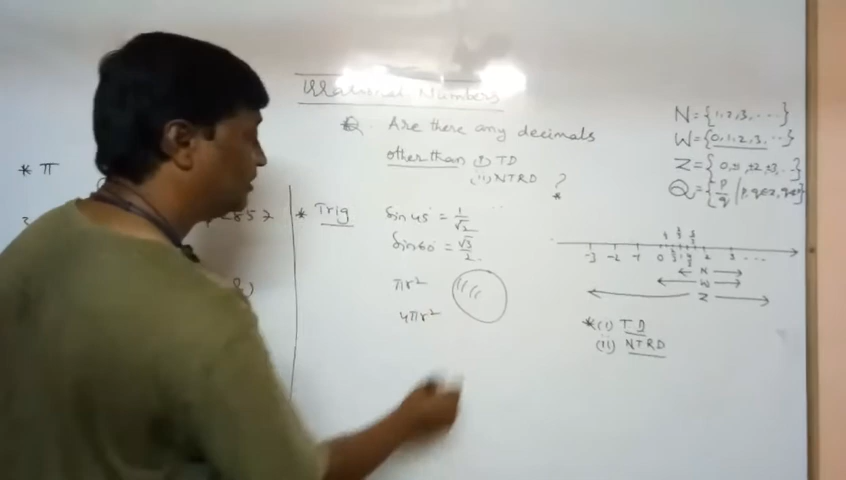 Irrational Numbers
Q. Are there any decimals
other than (i) TD
(ii) NTRD ?
* π
2857
* Trig
Sin 45 = 1/√2
Sin 60 = √3/2
πr²
4πr²
N = {1, 2, 3, ...}
W = {0, 1, 2, 3, ...}
Z = {0, ±1, ±2, ±3, ...}
Q = {p/q | p, q ∈ Z, q≠0}
-3 -2 -1 0 1 2 3 ...
N
W
Z
* (i) TD
(ii) NTRD